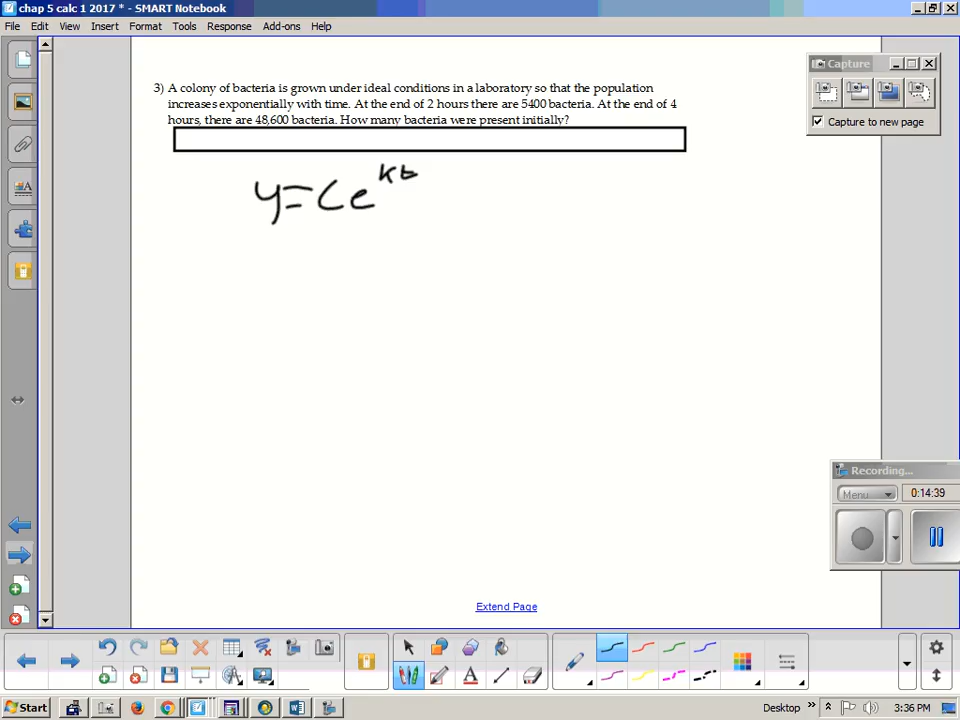 chap 5 calc 1 2017 * - SMART Notebook
File Edit View Insert Format Tools Response Add-ons Help
Capture
Capture to new page
3) A colony of bacteria is grown under ideal conditions in a laboratory so that the population
increases exponentially with time. At the end of 2 hours there are 5400 bacteria. At the end of 4
hours, there are 48,600 bacteria. How many bacteria were present initially?
y=Ce^kt
Recording...
Menu
0:14:39
Extend Page
Start
Desktop
3:36 PM